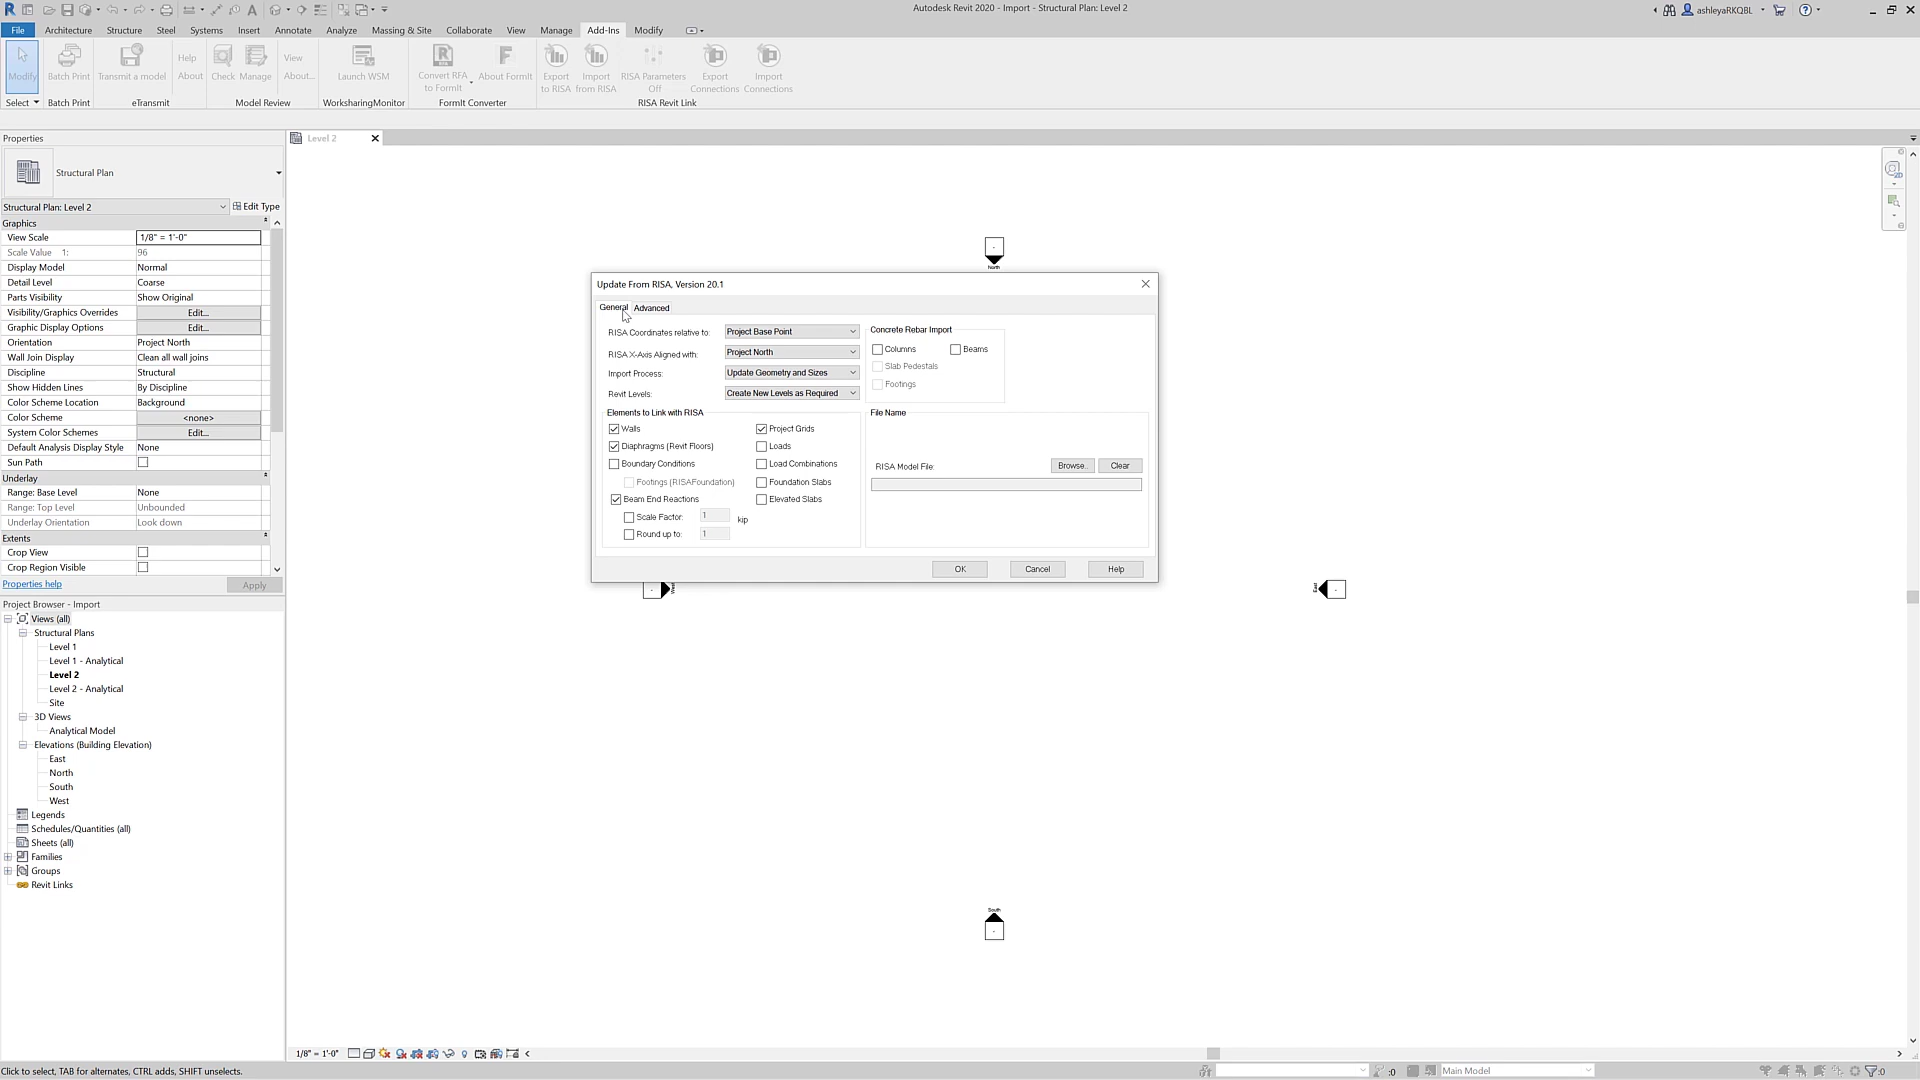 Autodesk Revit 2020 - Import - Structural Plan: Level 2
ashleyaRKQBL
File Architecture Structure Steel Systems Insert Annotate Analyze Massing & Site Collaborate View Manage Add-Ins Modify
Modify
Batch Print
Transmit a model
Help
About
Check
Manage
View
About...
Launch WSM
Convert RFA to FormIt
About FormIt
Export to RISA
Import from RISA
RISA Parameters Off
Export Connections
Import Connections
Select
Batch Print
eTransmit
Model Review
WorksharingMonitor
FormIt Converter
RISA Revit Link
Properties
Structural Plan
Structural Plan: Level 2
Edit Type
Graphics
View Scale 1/8" = 1'-0"
Scale Value 1: 96
Display Model Normal
Detail Level Coarse
Parts Visibility Show Original
Visibility/Graphics Overrides Edit...
Graphic Display Options Edit...
Orientation Project North
Wall Join Display Clean all wall joins
Discipline Structural
Show Hidden Lines By Discipline
Color Scheme Location Background
Color Scheme <none>
System Color Schemes Edit...
Default Analysis Display Style None
Sun Path
Underlay
Range: Base Level None
Range: Top Level Unbounded
Underlay Orientation Look down
Extents
Crop View
Crop Region Visible
Properties help
Apply
Project Browser - Import
Views (all)
Structural Plans
Level 1
Level 1 - Analytical
Level 2
Level 2 - Analytical
Site
3D Views
Analytical Model
Elevations (Building Elevation)
East
North
South
West
Legends
Schedules/Quantities (all)
Sheets (all)
Families
Groups
Revit Links
Level 2
North
Update From RISA, Version 20.1
General Advanced
RISA Coordinates relative to: Project Base Point
RISA X-Axis Aligned with: Project North
Import Process: Update Geometry and Sizes
Revit Levels: Create New Levels as Required
Concrete Rebar Import
Columns Beams
Slab Pedestals
Footings
Elements to Link with RISA
Walls
Diaphragms (Revit Floors)
Boundary Conditions
Footings (RISAFoundation)
Beam End Reactions
Scale Factor: 1 kip
Round up to: 1
Project Grids
Loads
Load Combinations
Foundation Slabs
Elevated Slabs
File Name
RISA Model File: Browse.. Clear
OK Cancel Help
West
East
South
1/8" = 1'-0"
Click to select, TAB for alternates, CTRL adds, SHIFT unselects.
:0
Main Model
:0